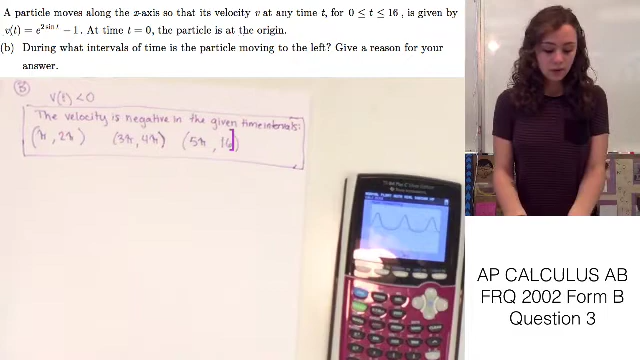 A particle moves along the x-axis so that its velocity v at any time t, for 0 ≤ t ≤ 16, is given by
v(t) = e^{2 sin t} − 1. At time t = 0, the particle is at the origin.
(b) During what intervals of time is the particle moving to the left? Give a reason for your
answer.
B
v(t) < 0
The velocity is negative in the given time intervals:
(π, 2π) (3π, 4π) (5π, 16]
AP CALCULUS AB
FRQ 2002 Form B
Question 3